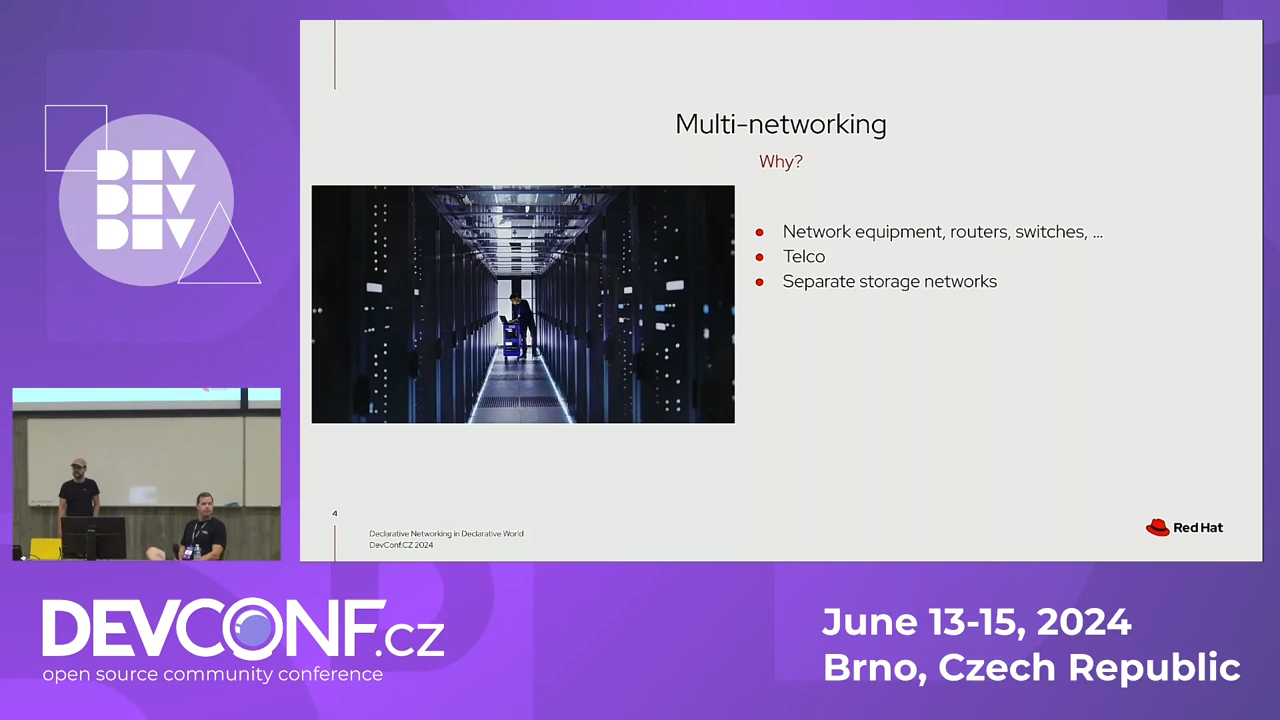 DEV
DEV
DEV
Multi-networking
Why?
Network equipment, routers, switches, ...
Telco
Separate storage networks
4
Declarative Networking in Declarative World
DevConf.CZ 2024
Red Hat
DEVCONF.cz
open source community conference
June 13-15, 2024
Brno, Czech Republic